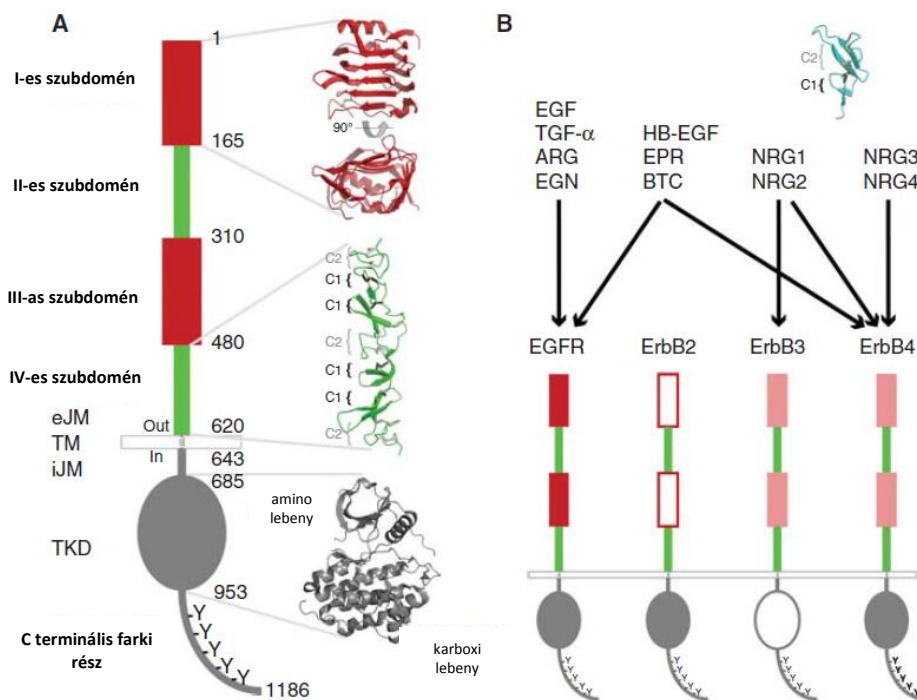 A
1
I-es szubdomén
90°
165
II-es szubdomén
310
C2
C1
C1
III-as szubdomén
C2
480
C1
IV-es szubdomén
C1
eJM
Out
620
C2
TM
In
643
iJM
685
amino
lebeny
TKD
953
C terminális farki
rész
-Y
-Y
-Y
-Y
-Y
karboxi
lebeny
1186
B
C2
C1
EGF
TGF-α
ARG
EGN
HB-EGF
EPR
BTC
NRG1
NRG2
NRG3
NRG4
EGFR ErbB2 ErbB3 ErbB4